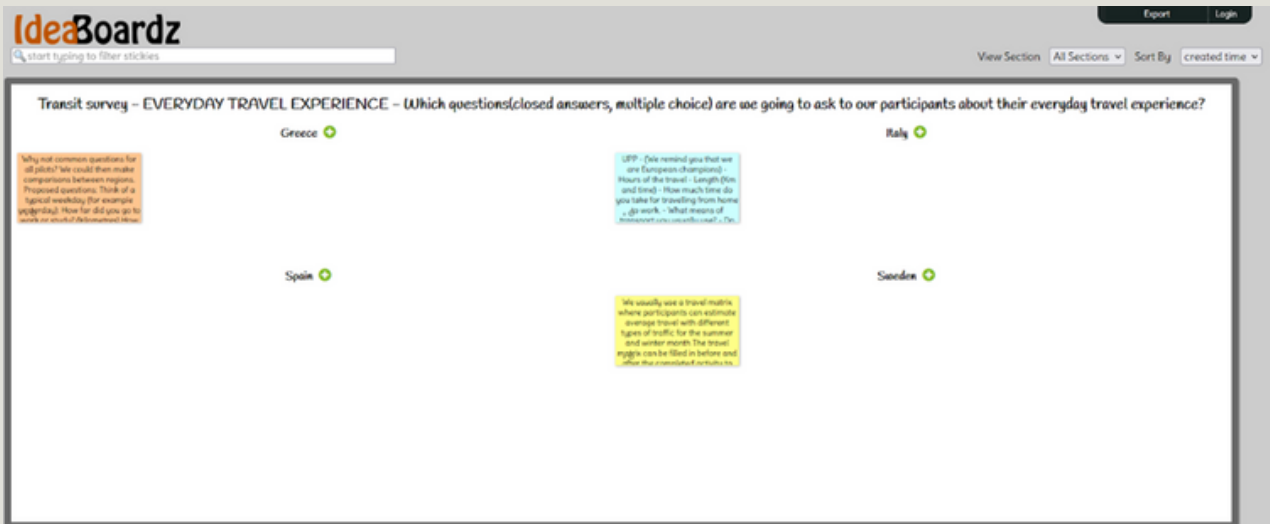 Export Login
IdeaBoardz
start typing to filter stickies
View Section All Sections Sort By created time
Transit survey - EVERYDAY TRAVEL EXPERIENCE - Which questions(closed answers, multiple choice) are we going to ask to our participants about their everyday travel experience?
Greece
Why not common questions for
all pilots? We could then make
comparisons between regions.
Proposed questions: Think of a
typical weekday (for example
yesterday): How far did you go to
work or study? (kilometres) How
Italy
UPP - (We remind you that we
are European champions) -
Hours of the travel - Length (Km
and time) - How much time do
you take for traveling from home
go work. - What means of
transport you usually use? - Do
Spain
Sweden
We usually use a travel matrix
where participants can estimate
average travel with different
types of traffic for the summer
and winter month The travel
matrix can be filled in before and
after the completed activity to